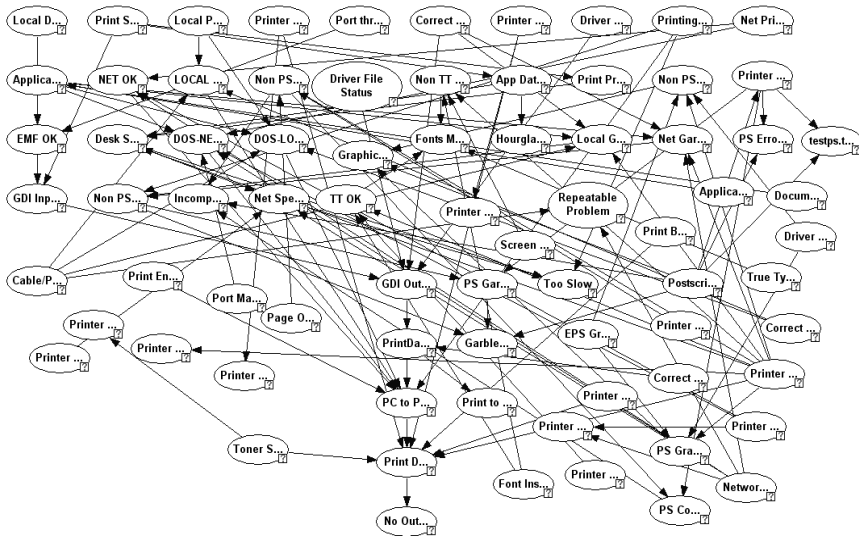 Local D...
Print S...
Local P...
Printer ...
Port thr...
Correct ...
Printer ...
Driver ...
Printing...
Net Pri...
Applica...
NET OK
LOCAL ...
Non PS...
Driver File
Status
Non TT ...
App Dat...
Print Pr...
Non PS...
Printer ...
EMF OK
Desk S...
DOS-NE...
DOS-LO...
Graphic...
Fonts M...
Hourgla...
Local G...
Net Gar...
PS Erro...
testps.t...
GDI Inp...
Non PS...
Incomp...
Net Spe...
TT OK
Printer ...
Repeatable
Problem
Applica...
Docum...
Screen ...
Print B...
Driver ...
Cable/P...
Print En...
Port Ma...
GDI Out...
PS Gar...
Too Slow
Postscri...
True Ty...
Printer ...
Page O...
Printer ...
Printer ...
Printer ...
PrintDa...
Garble...
EPS Gr...
Printer ...
Correct ...
Correct ...
Printer ...
PC to P...
Print to ...
Printer ...
Printer ...
Printer ...
Toner S...
Print D...
PS Gra...
Font Ins...
Printer ...
Networ...
No Out...
PS Co...